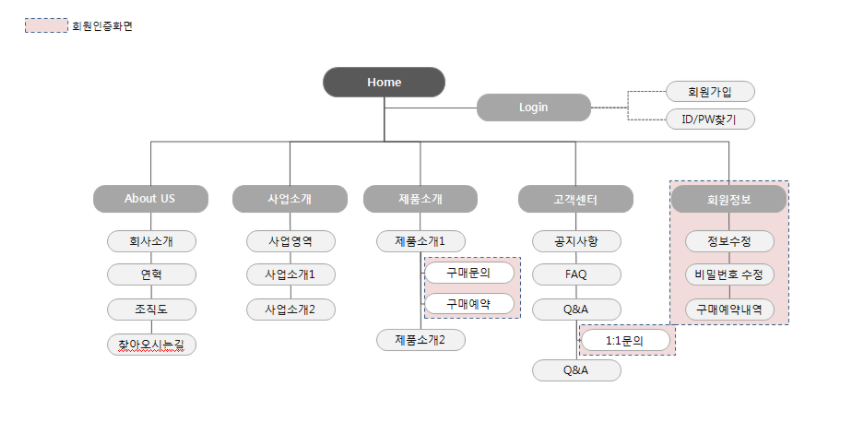 회원인증화면
Home
Login
회원가입
ID/PW찾기
About US
사업소개
제품소개
고객센터
회원정보
회사소개
사업영역
제품소개1
공지사항
정보수정
연혁
사업소개1
구매문의
FAQ
비밀번호 수정
조직도
사업소개2
구매예약
Q&A
구매예약내역
찾아오시는길
제품소개2
1:1문의
Q&A